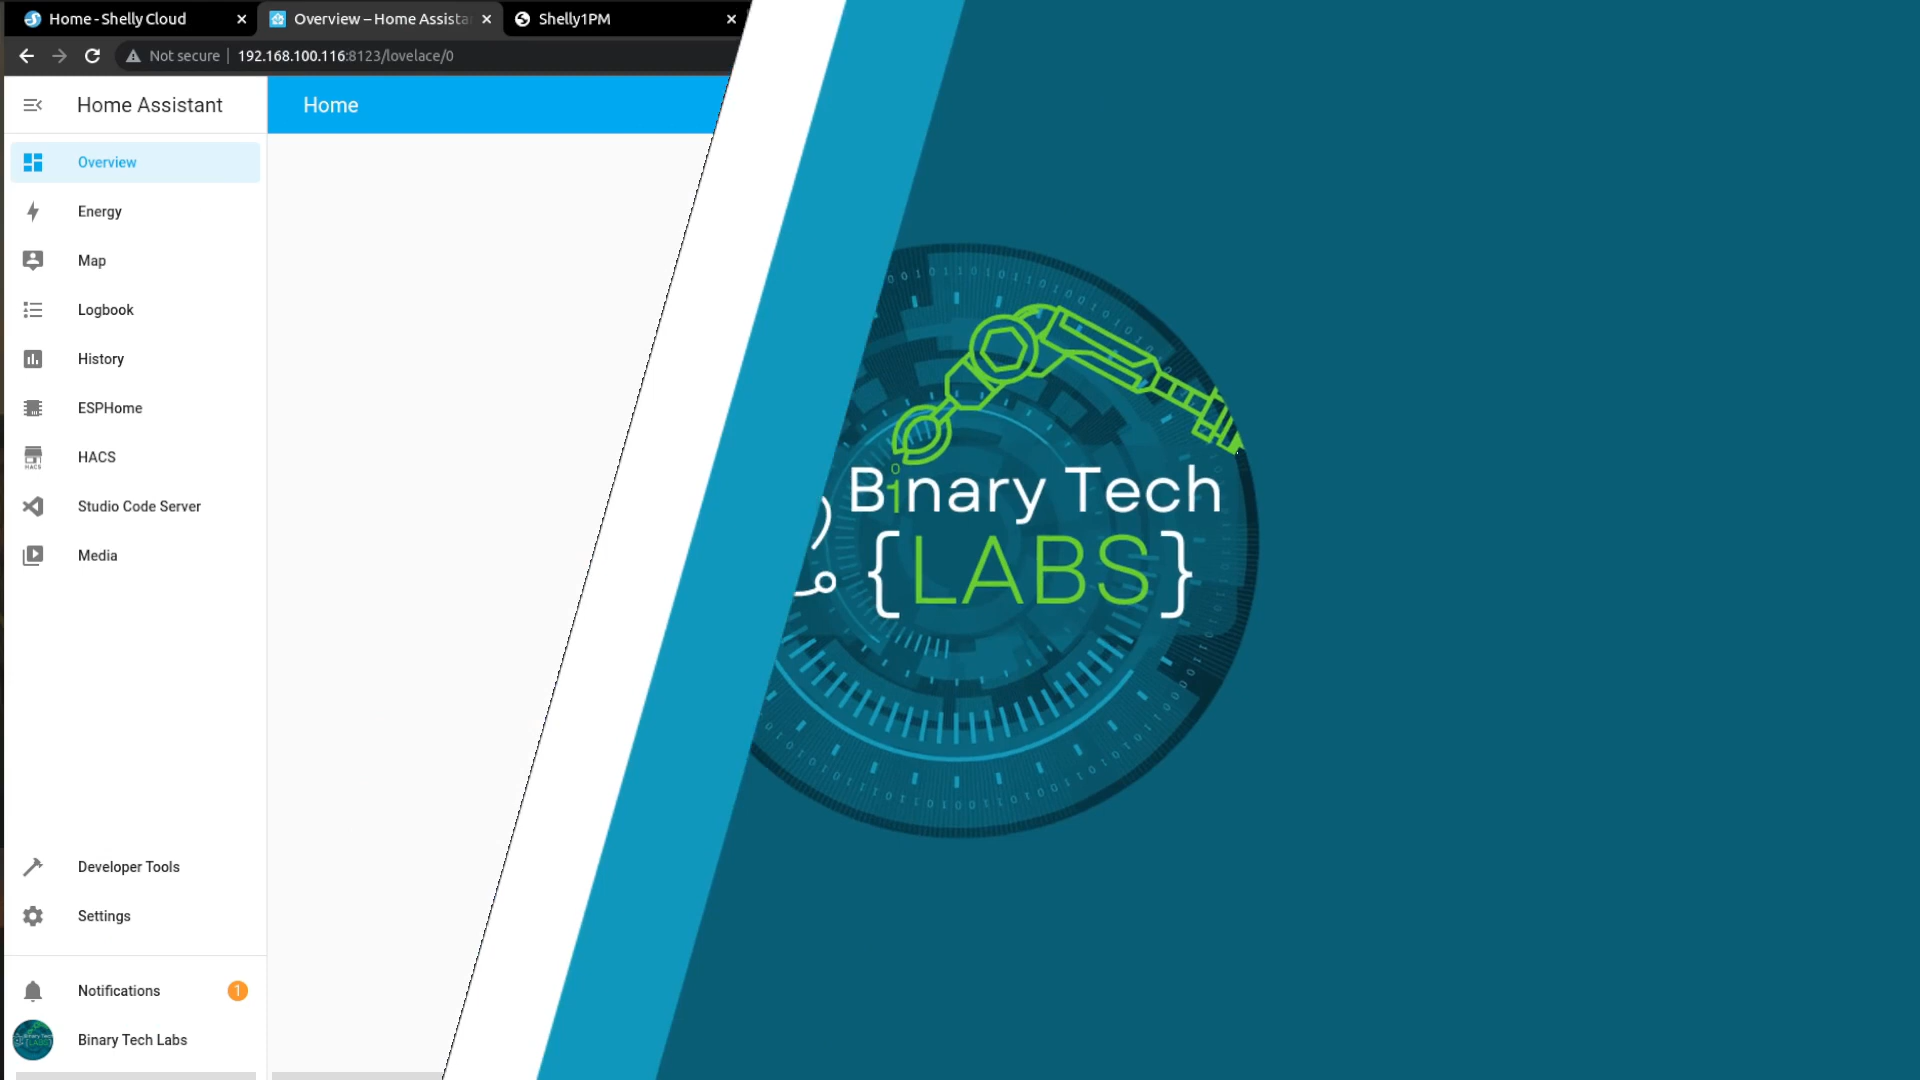 Home - Shelly Cloud
Overview – Home Assista
Shelly1PM
Not secure
192.168.100.116:8123/lovelace/0
Home Assistant
Home
Overview
Energy
Map
Logbook
History
ESPHome
HACS
HACS
Studio Code Server
Media
Developer Tools
Settings
Notifications
1
Binary Tech Labs
Binary Tech
{LABS}